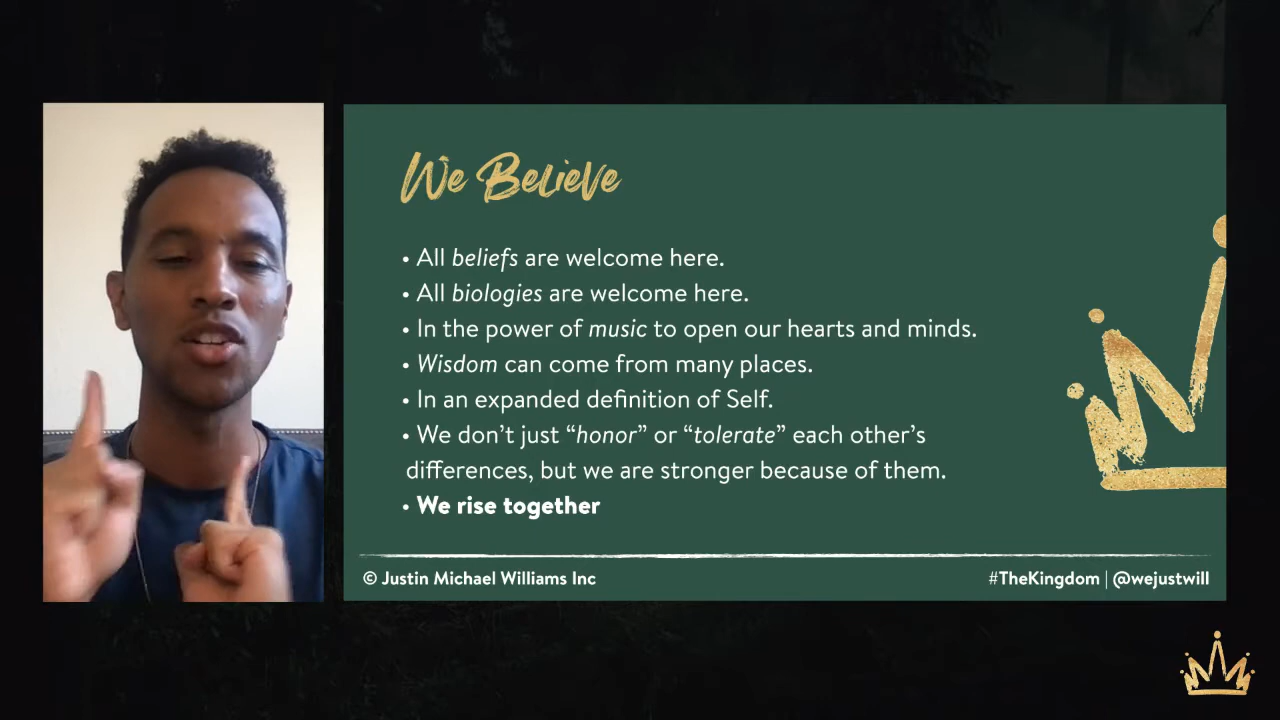 We Believe
• All beliefs are welcome here.
• All biologies are welcome here.
• In the power of music to open our hearts and minds.
• Wisdom can come from many places.
• In an expanded definition of Self.
• We don’t just “honor” or “tolerate” each other’s
differences, but we are stronger because of them.
• We rise together
© Justin Michael Williams Inc
#TheKingdom | @wejustwill